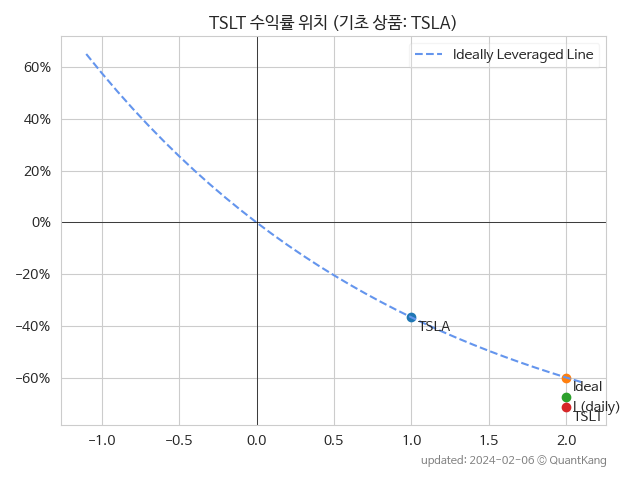 TSLT 수익률 위치 (기초 상품: TSLA)
Ideally Leveraged Line
60%
40%
20%
0%
−20%
−40%
−60%
TSLA
Ideal
(daily)
TSLT
−1.0 −0.5 0.0 0.5 1.0 1.5 2.0
updated: 2024-02-06 © QuantKang